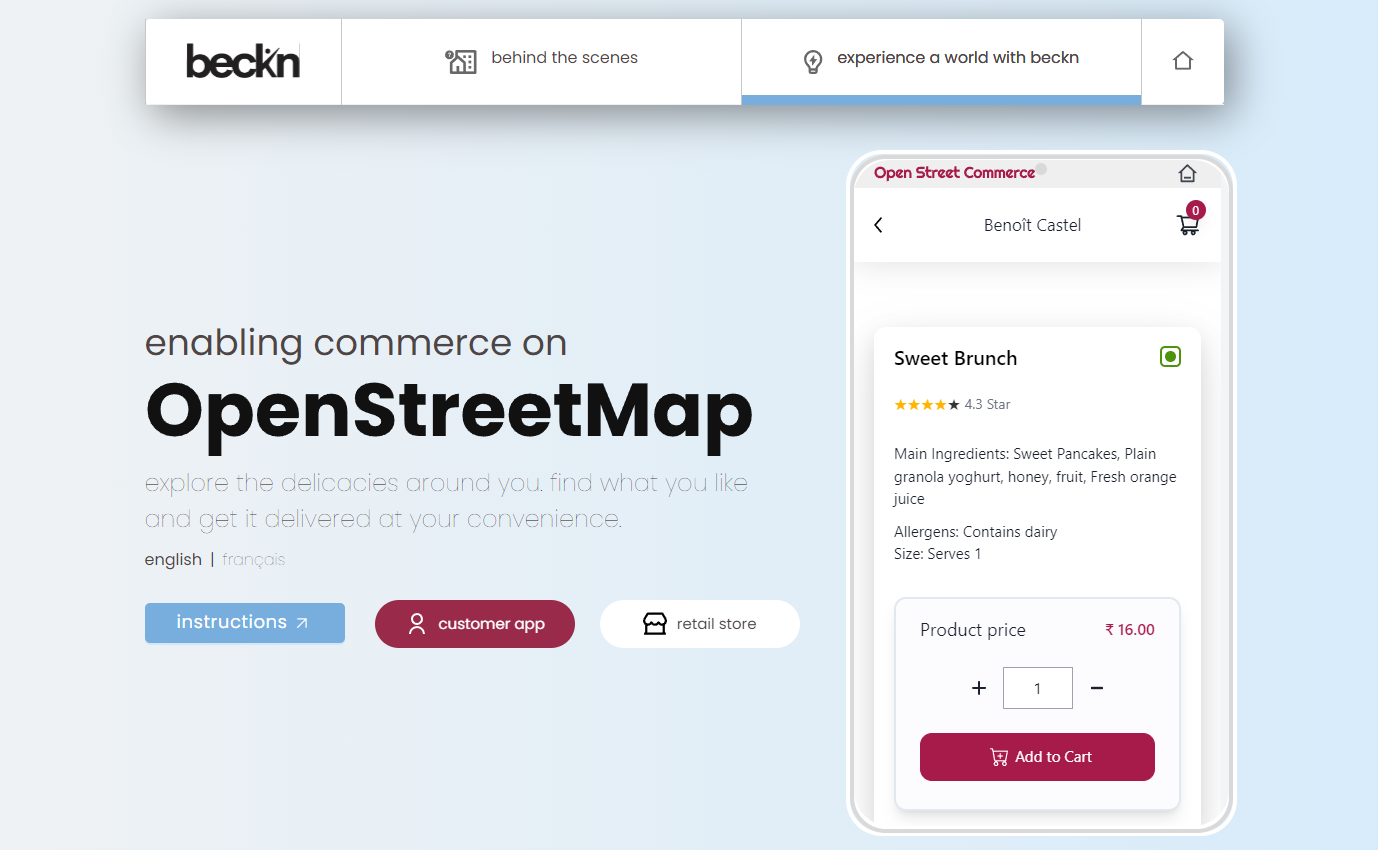 beckn
behind the scenes
experience a world with beckn
enabling commerce on
OpenStreetMap
explore the delicacies around you. find what you like
and get it delivered at your convenience.
english | français
instructions
customer app
retail store
Open Street Commerce
Benoît Castel
0
Sweet Brunch
4.3 Star
Main Ingredients: Sweet Pancakes, Plain
granola yoghurt, honey, fruit, Fresh orange
juice
Allergens: Contains dairy
Size: Serves 1
Product price
₹ 16.00
+ 1 −
Add to Cart